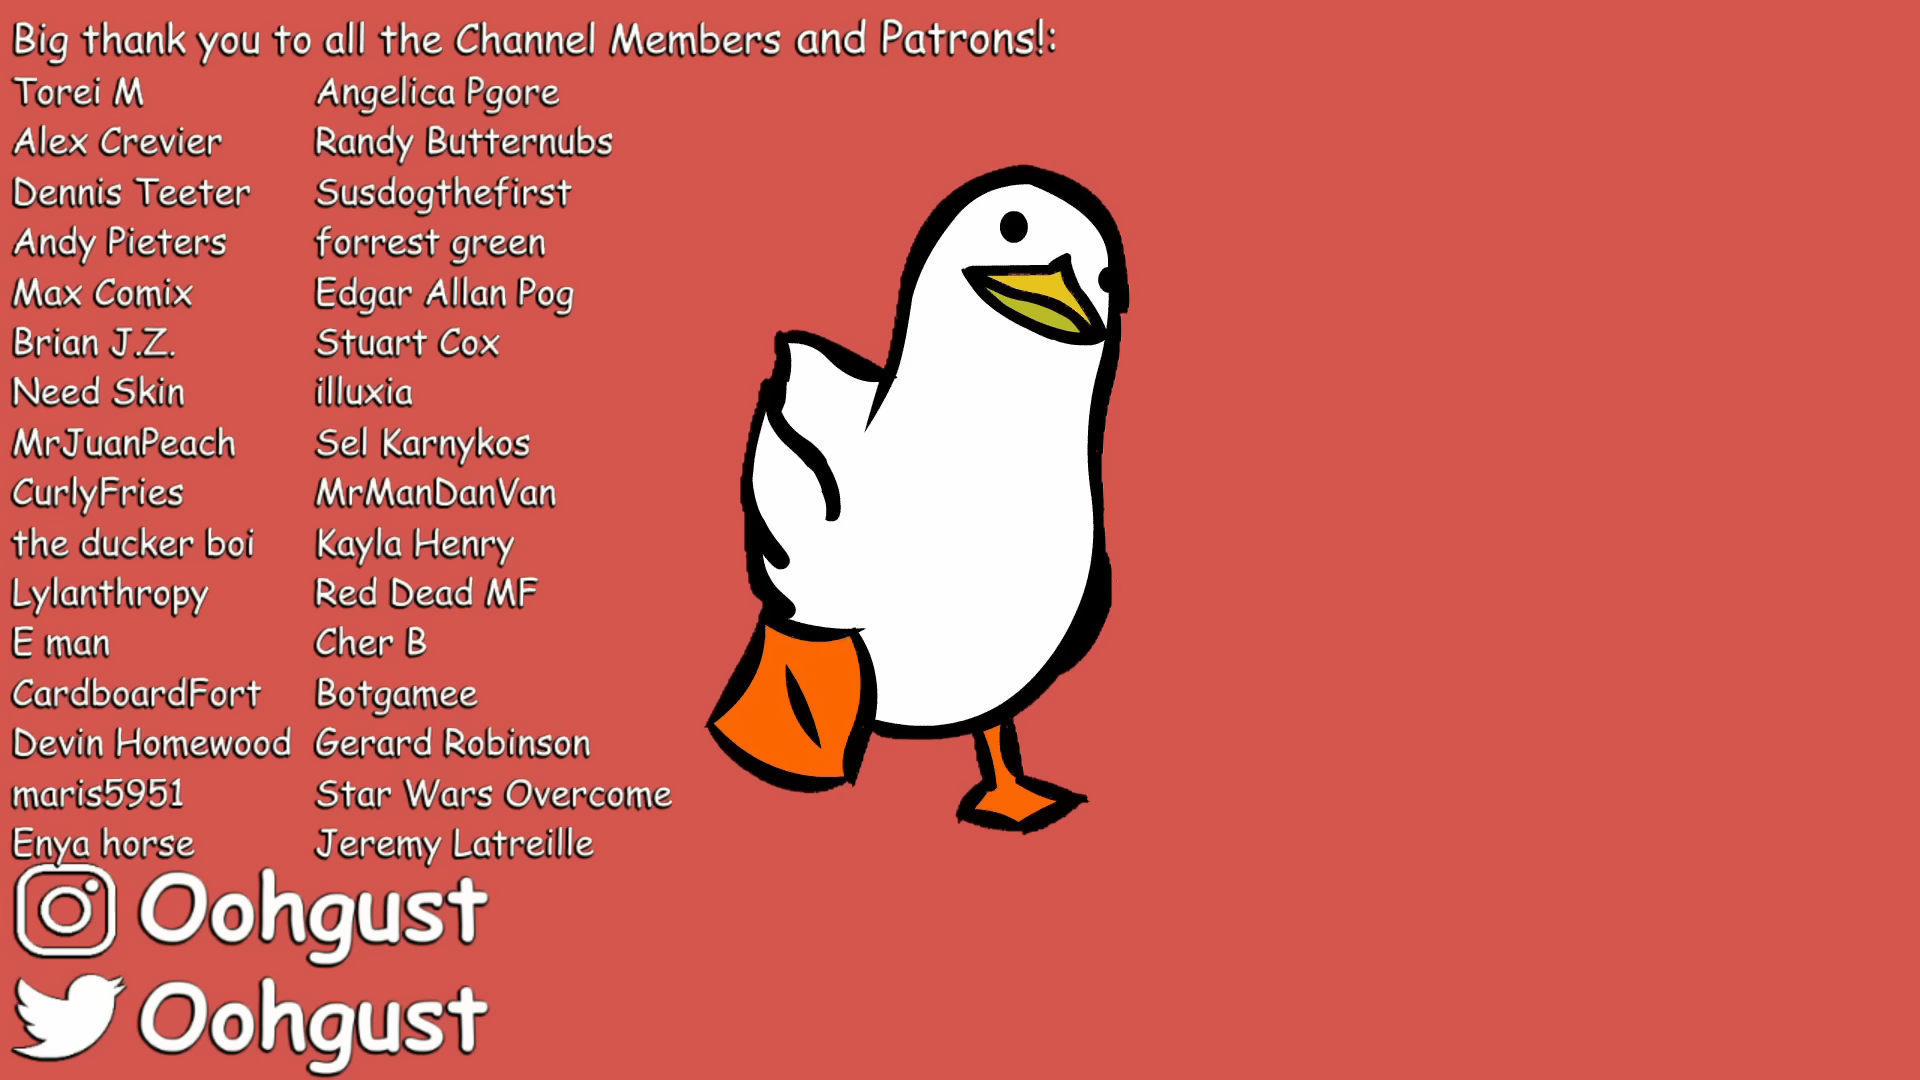 Big thank you to all the Channel Members and Patrons!:
Torei M
Alex Crevier
Dennis Teeter
Andy Pieters
Max Comix
Brian J.Z.
Need Skin
MrJuanPeach
CurlyFries
the ducker boi
Lylanthropy
E man
CardboardFort
Devin Homewood
maris5951
Enya horse
Angelica Pgore
Randy Butternubs
Susdogthefirst
forrest green
Edgar Allan Pog
Stuart Cox
illuxia
Sel Karnykos
MrManDanVan
Kayla Henry
Red Dead MF
Cher B
Botgamee
Gerard Robinson
Star Wars Overcome
Jeremy Latreille
Oohgust
Oohgust